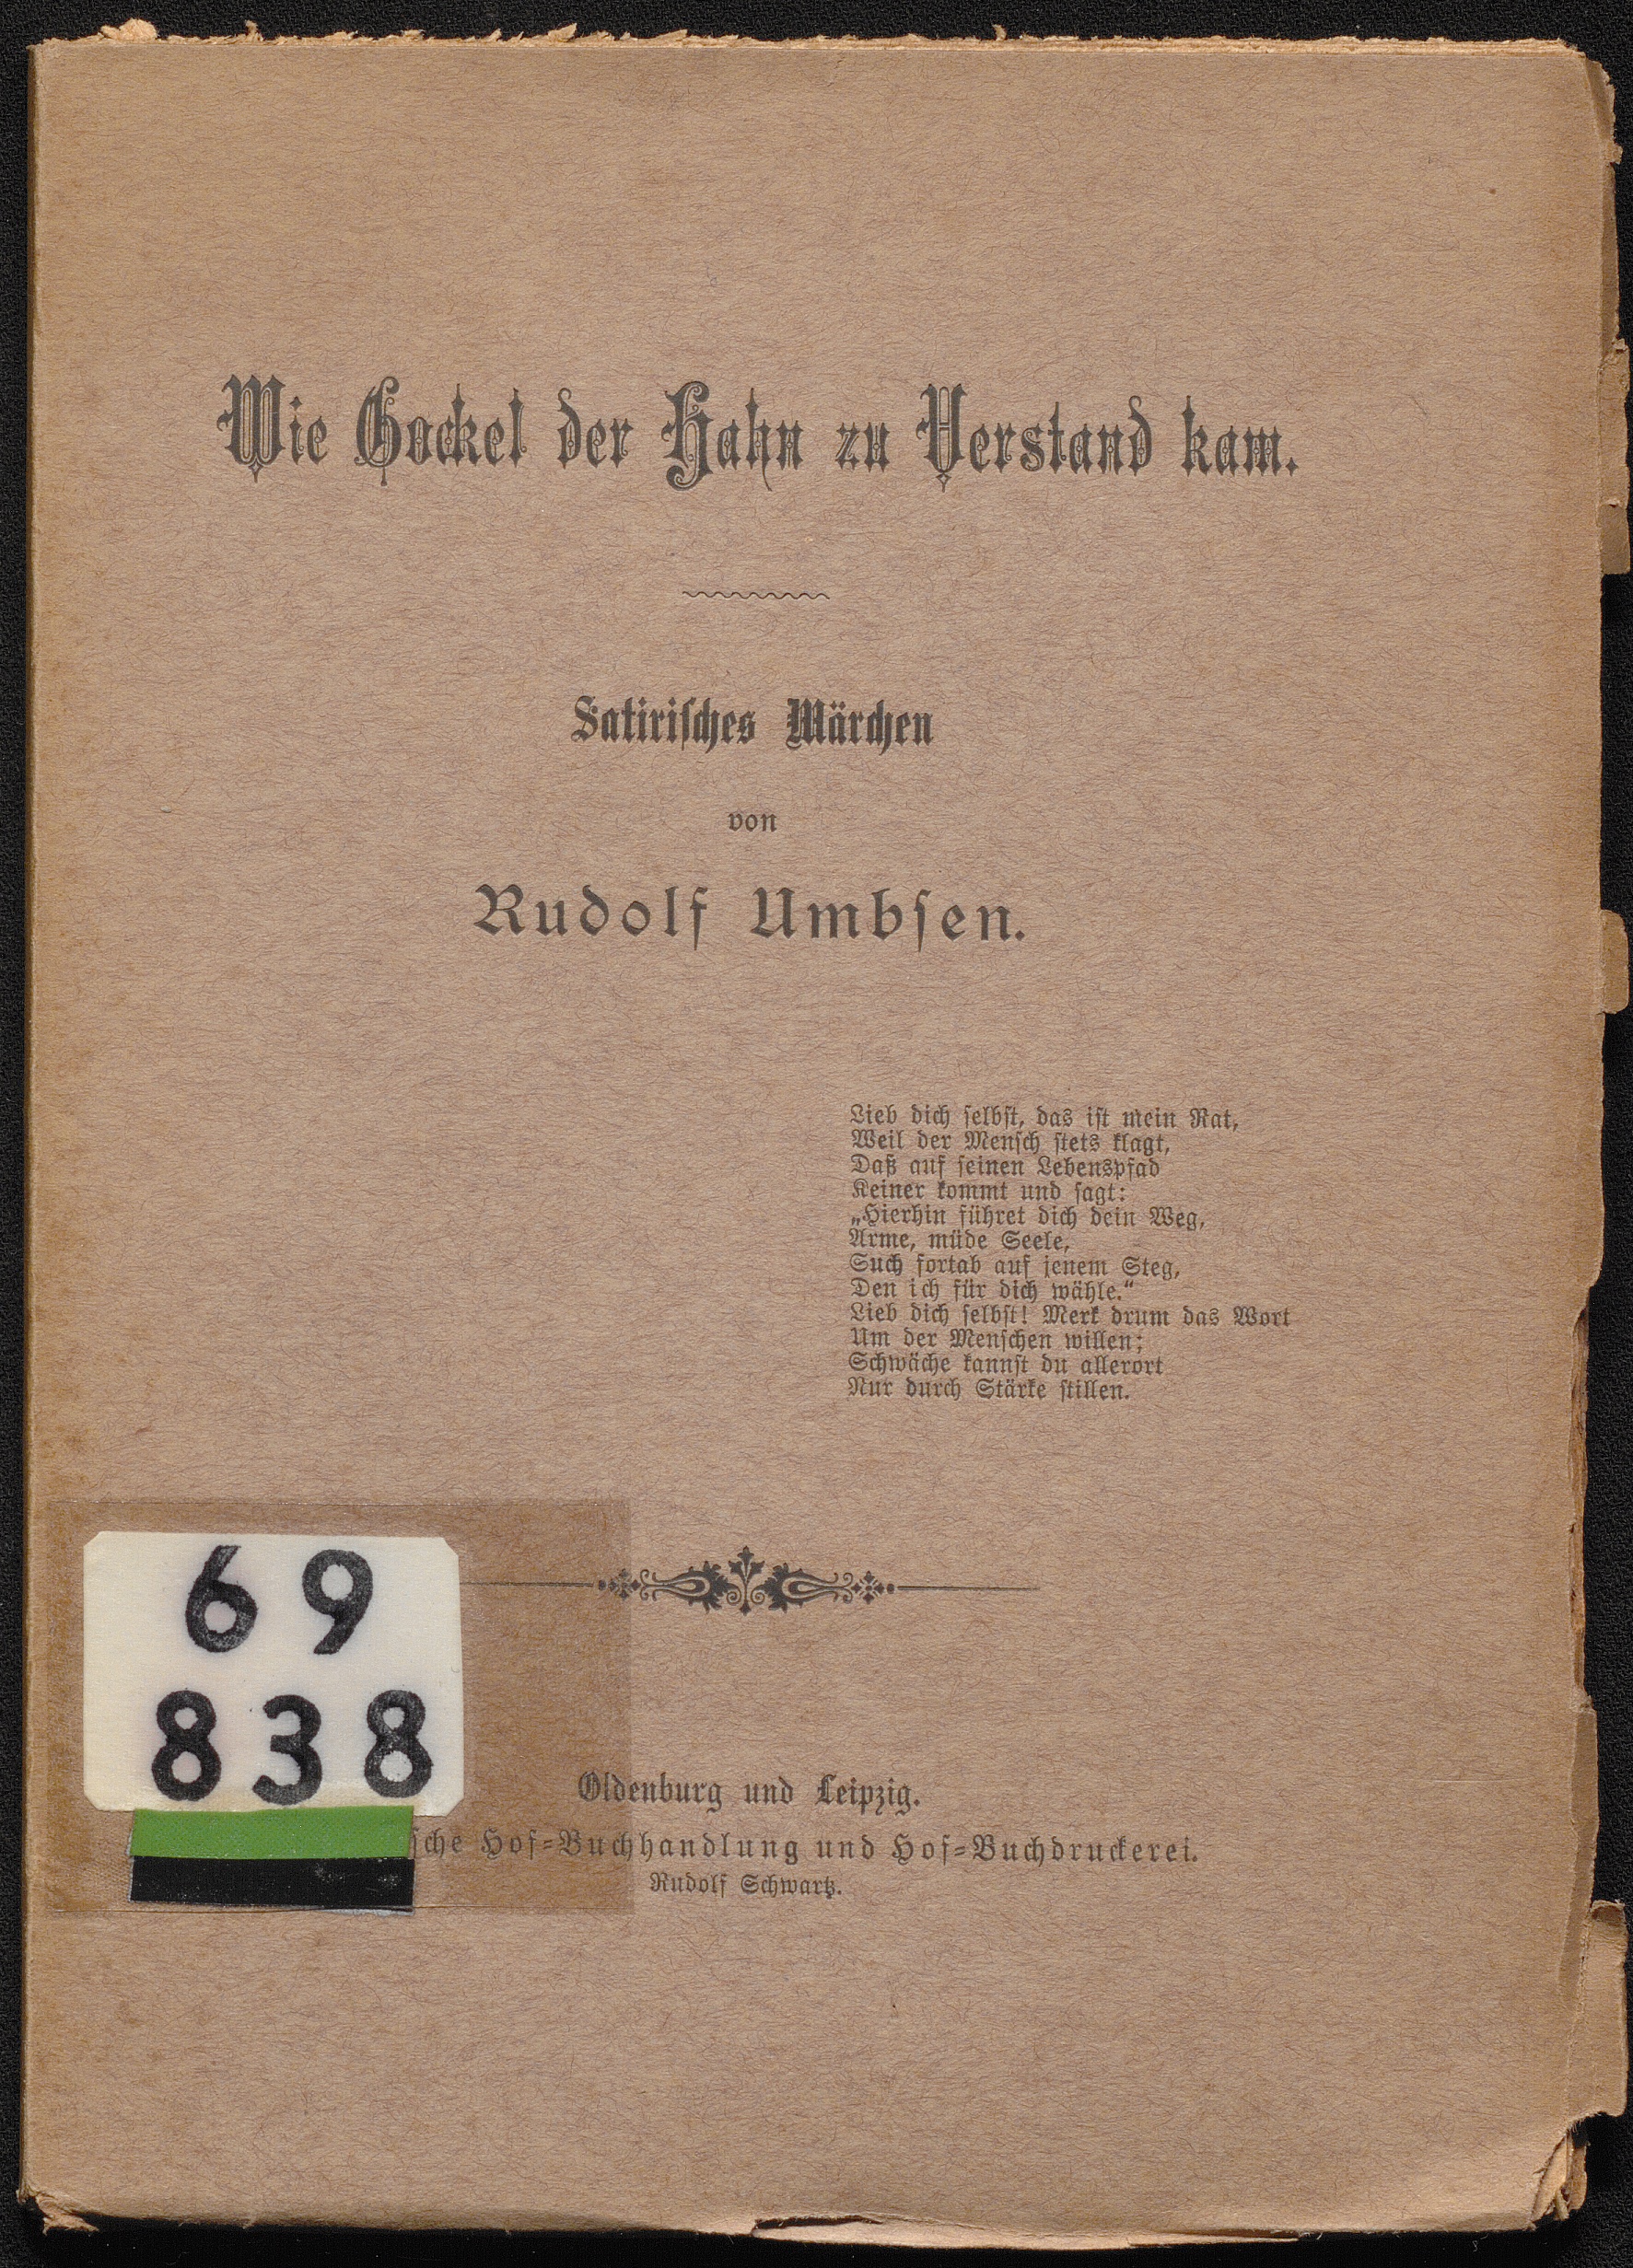 Wie Gockel der Hahn zu Verstand kam.
Satiriſches Märchen
von
Rudolf Umbſen.
Lieb dich ſelbſt, das iſt mein Rat,
Weil der Menſch ſtets klagt,
Daß auf ſeinen Lebenspfad
Keiner kommt und ſagt:
„Hierhin führet dich dein Weg,
Arme, müde Seele,
Such fortab auf jenem Steg,
Den ich für dich wähle.“
Lieb dich ſelbſt! Merk drum das Wort
Um der Menſchen willen;
Schwäche kannſt du allerort
Nur durch Stärke ſtillen.
69
838
Oldenburg und Leipzig.
ſche Hof-Buchhandlung und Hof-Buchdruckerei.
Rudolf Schwartz.